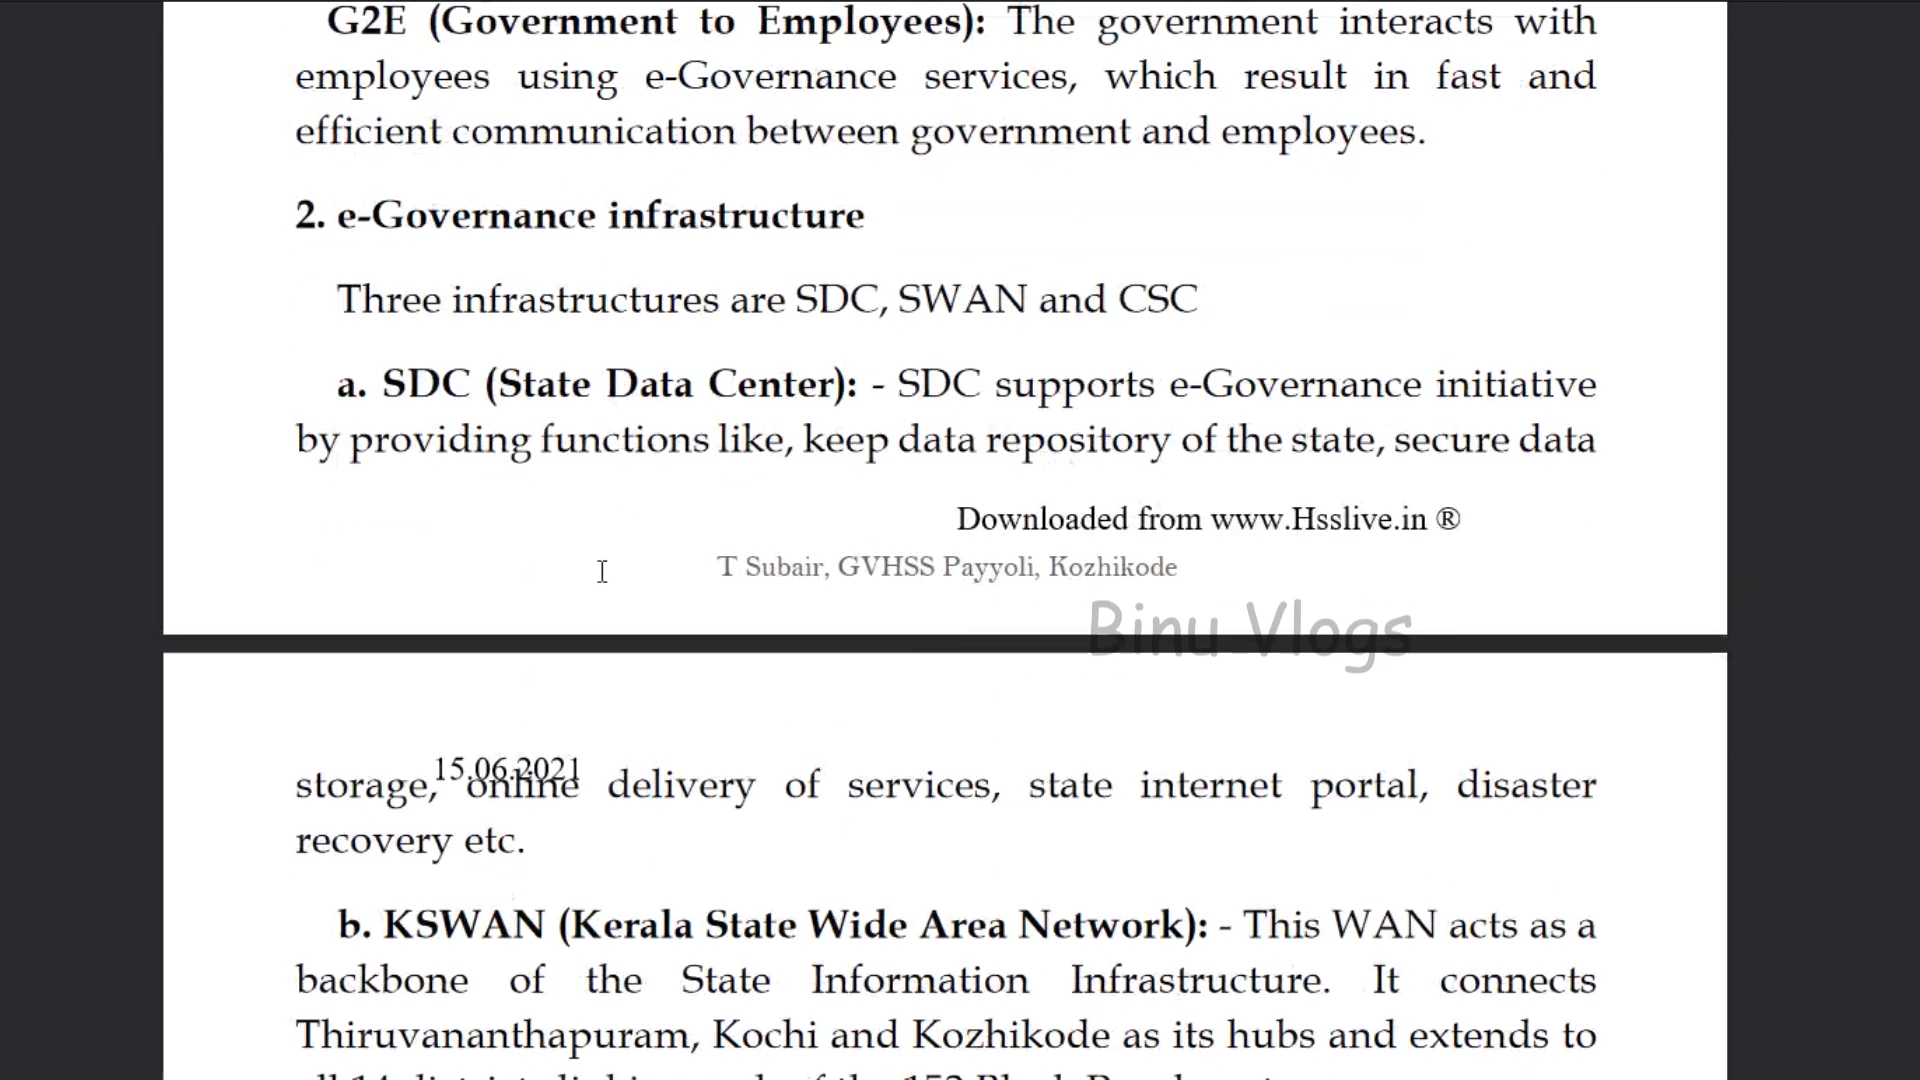 G2E (Government to Employees): The government interacts with
employees using e-Governance services, which result in fast and
efficient communication between government and employees.
2. e-Governance infrastructure
Three infrastructures are SDC, SWAN and CSC
a. SDC (State Data Center): - SDC supports e-Governance initiative
by providing functions like, keep data repository of the state, secure data
Downloaded from www.Hsslive.in ®
T Subair, GVHSS Payyoli, Kozhikode
Binu Vlogs
15.06.2021
storage, online delivery of services, state internet portal, disaster
recovery etc.
b. KSWAN (Kerala State Wide Area Network): - This WAN acts as a
backbone of the State Information Infrastructure. It connects
Thiruvananthapuram, Kochi and Kozhikode as its hubs and extends to